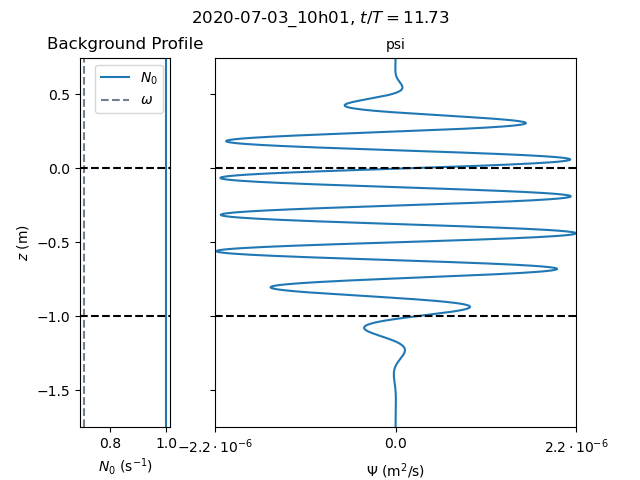 2020-07-03_10h01, t/T = 11.73
Background Profile
psi
N₀
ω
0.5
0.0
−0.5
−1.0
−1.5
z (m)
0.8 1.0
N₀ (s⁻¹)
−2.2 · 10⁻⁶ 0.0 2.2 · 10⁻⁶
Ψ (m²/s)